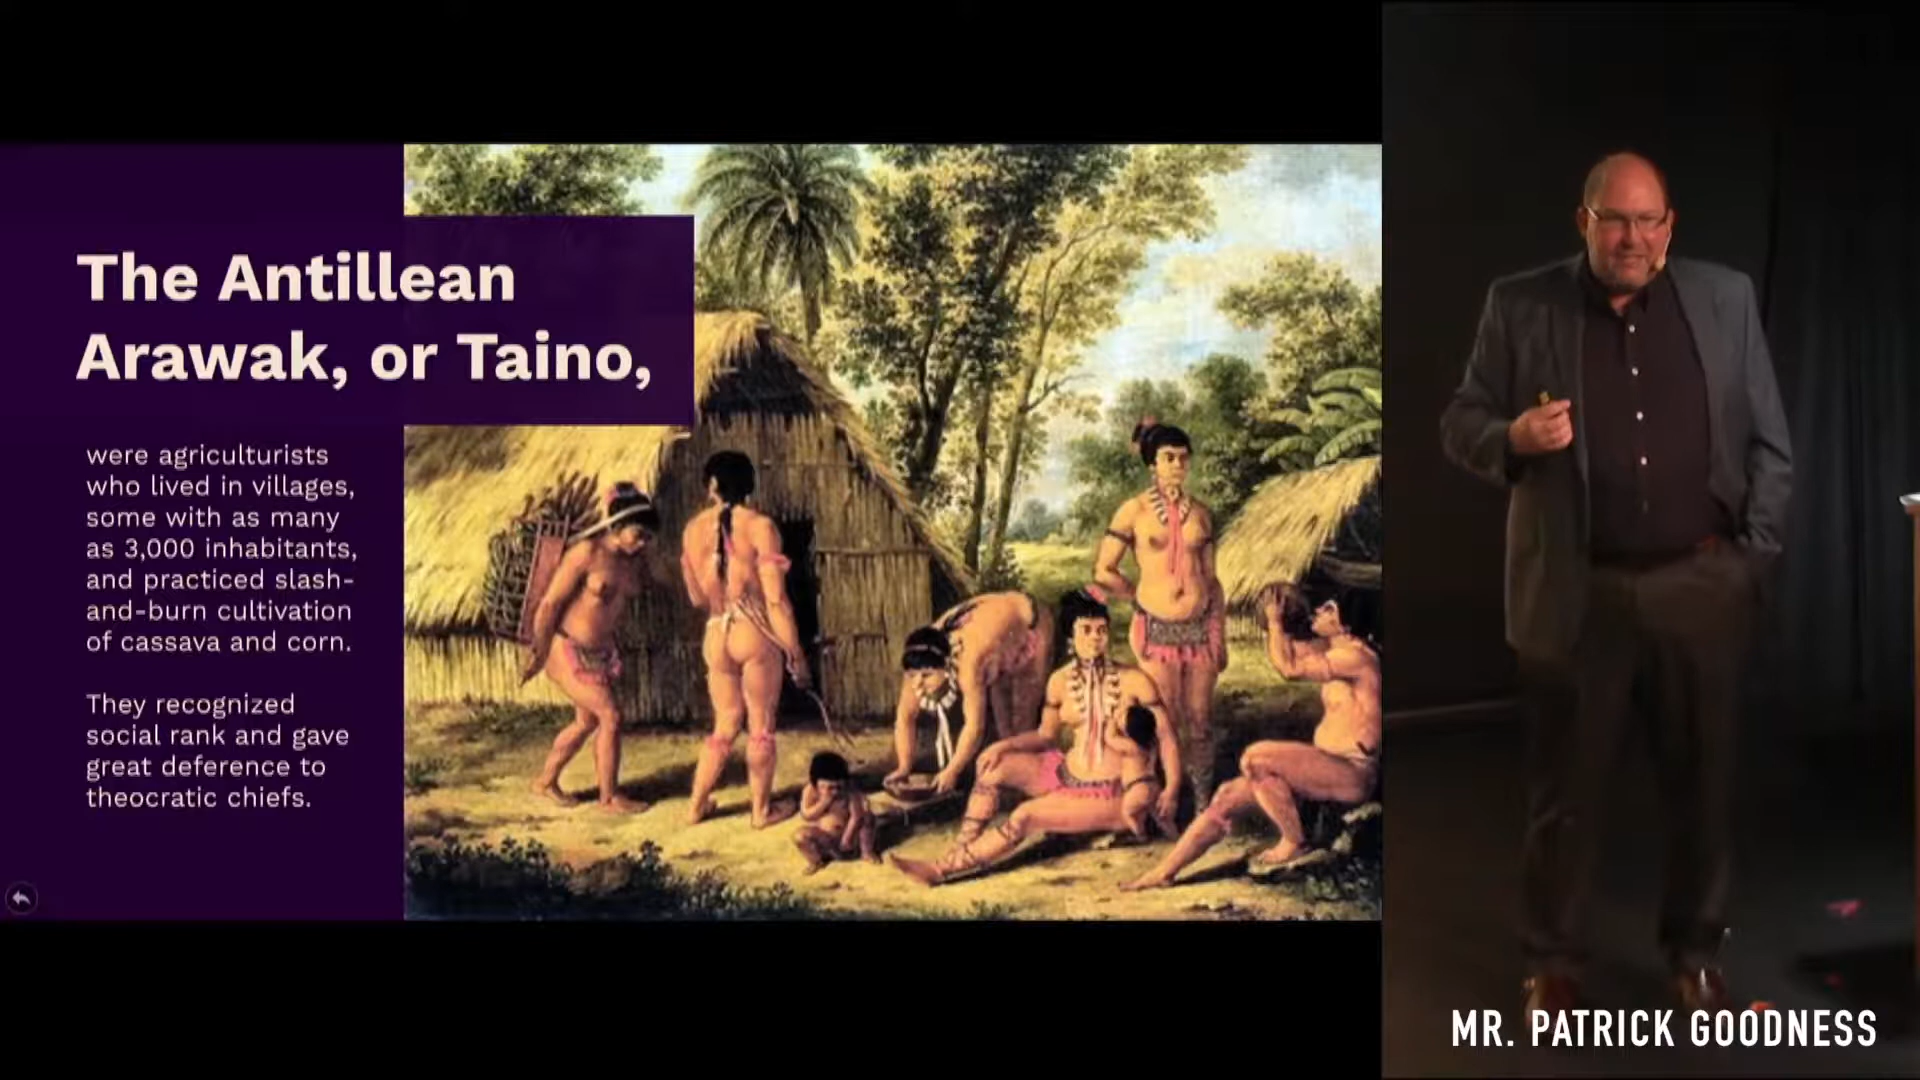 The Antillean
Arawak, or Taino,
were agriculturists
who lived in villages,
some with as many
as 3,000 inhabitants,
and practiced slash-
and-burn cultivation
of cassava and corn.
They recognized
social rank and gave
great deference to
theocratic chiefs.
MR. PATRICK GOODNESS